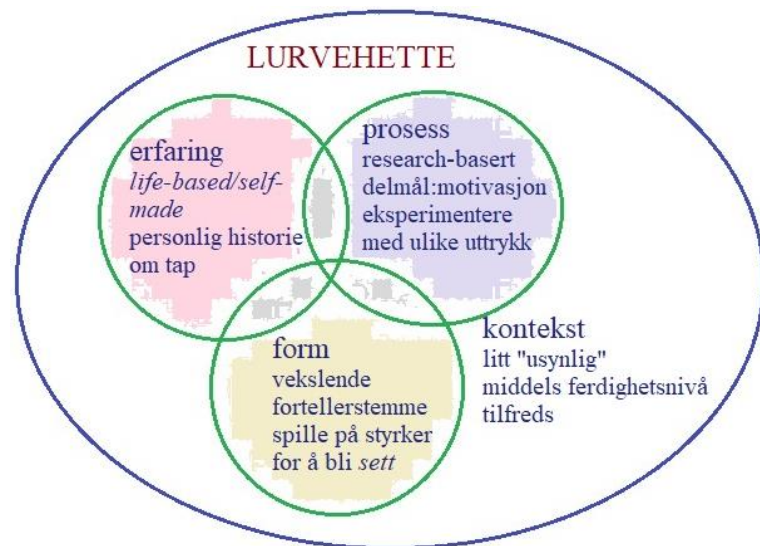 LURVEHETTE
erfaring
life-based/self-
made
personlig historie
om tap
prosess
research-basert
delmål:motivasjon
eksperimentere
med ulike uttrykk
form
vekslende
fortellerstemme
spille på styrker
for å bli sett
kontekst
litt "usynlig"
middels ferdighetsnivå
tilfreds